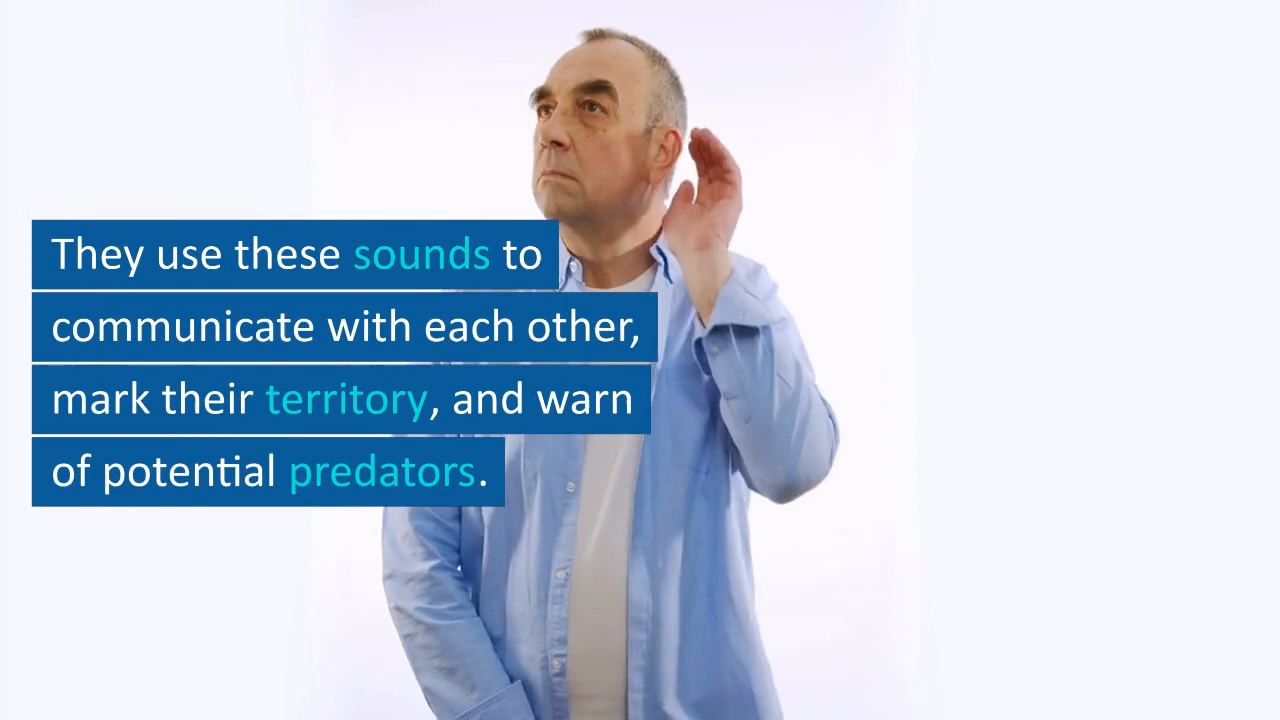 They use these sounds to
communicate with each other,
mark their territory, and warn
of potential predators.